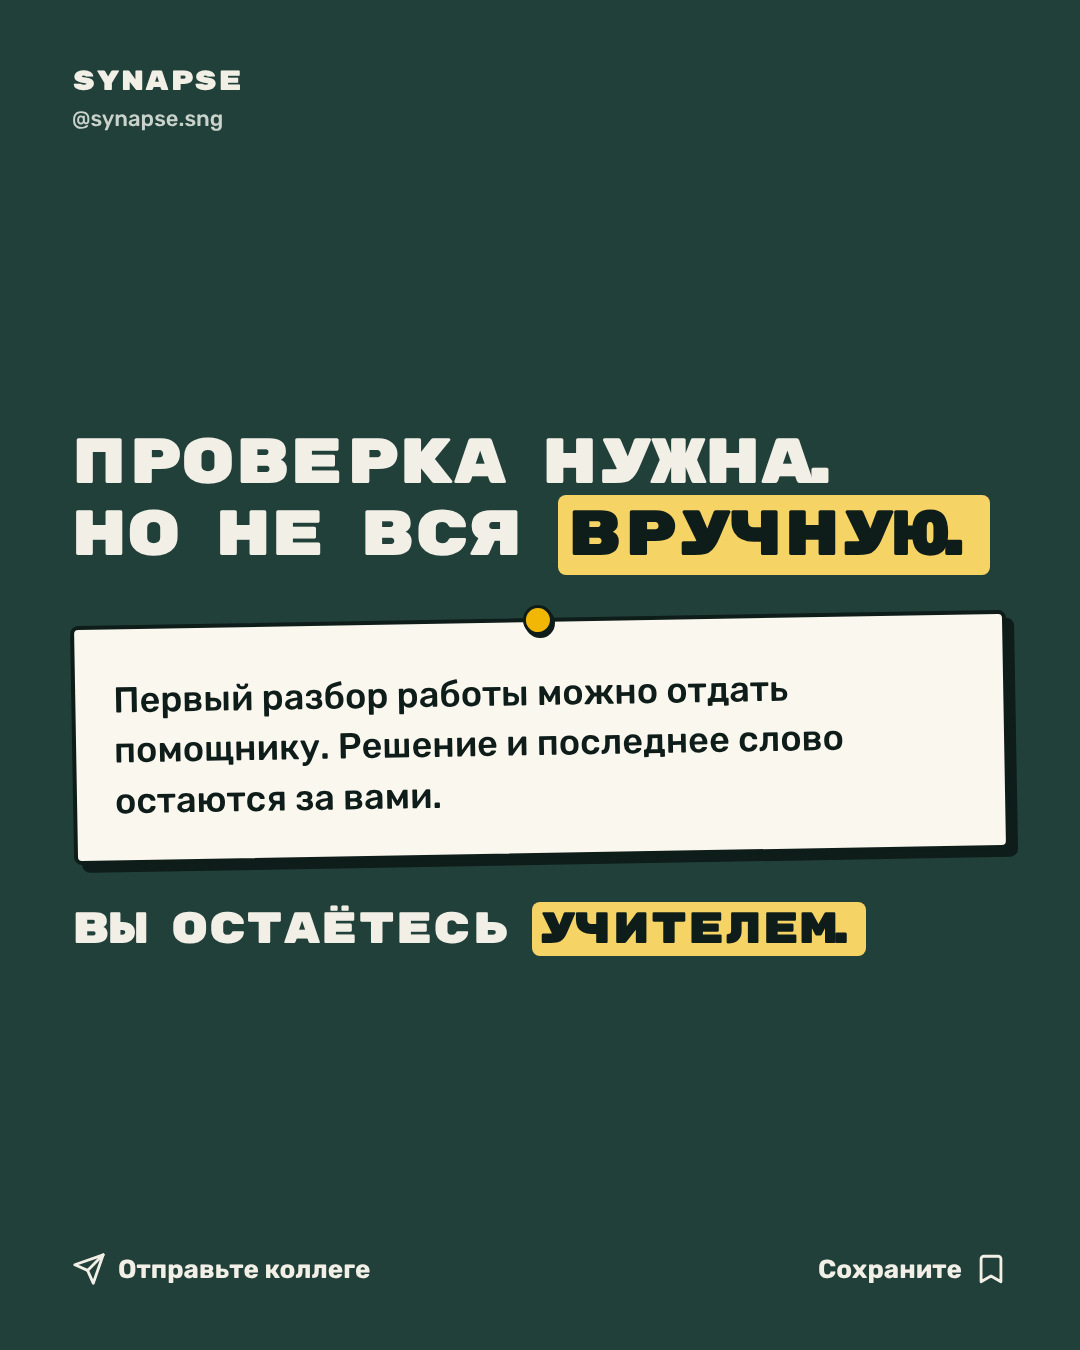 SYNAPSE
@synapse.sng
ПРОВЕРКА НУЖНА.
НО НЕ ВСЯ ВРУЧНУЮ.
Первый разбор работы можно отдать
помощнику. Решение и последнее слово
остаются за вами.
ВЫ ОСТАЁТЕСЬ УЧИТЕЛЕМ.
Отправьте коллеге
Сохраните